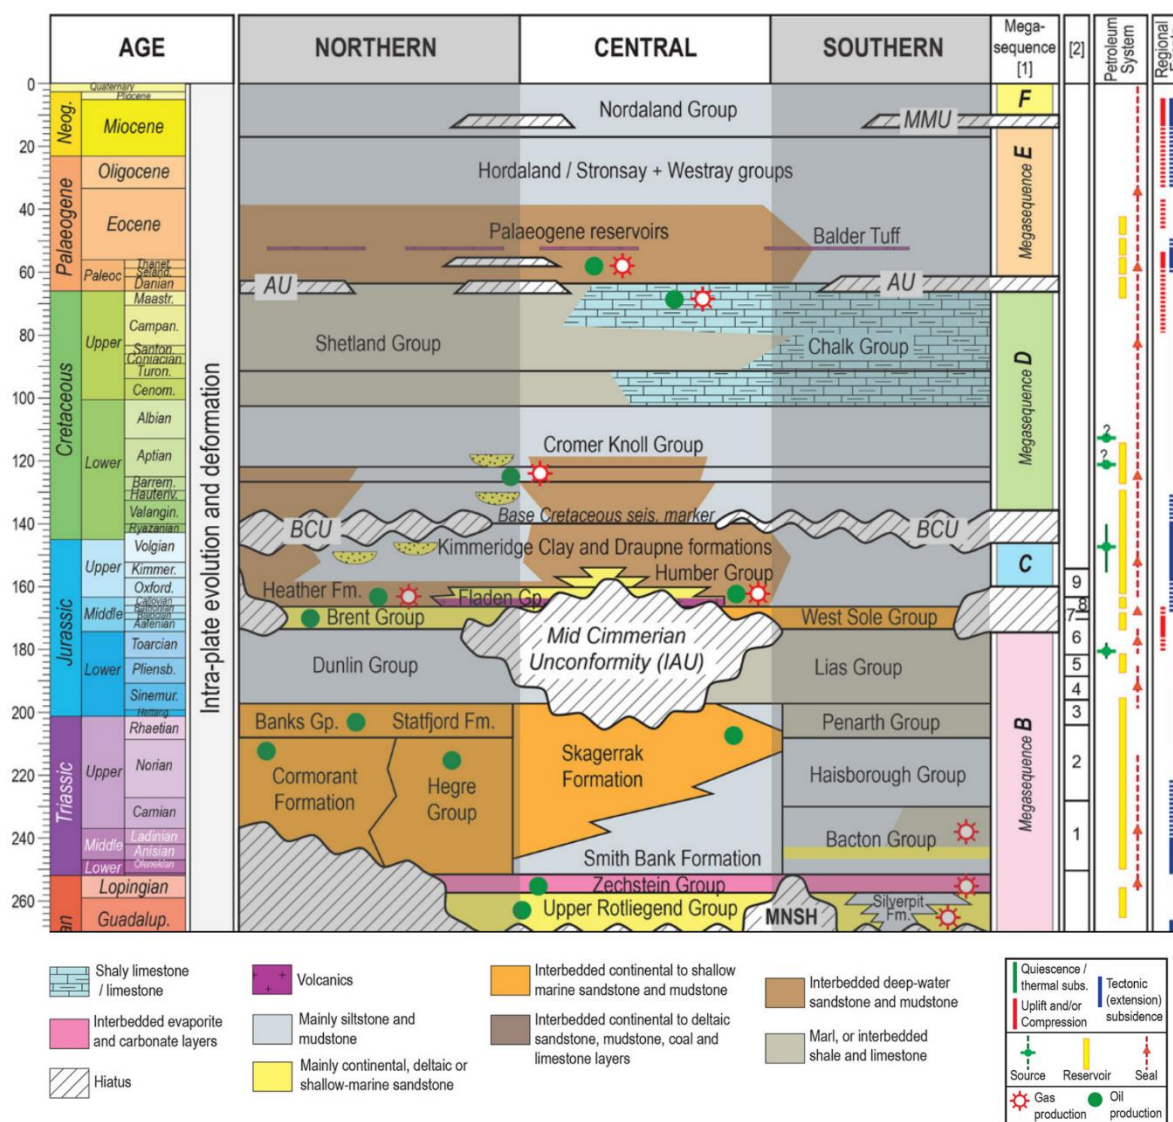 AGE
NORTHERN
CENTRAL
SOUTHERN
Mega-
sequence
[1]
[2]
Petroleum
System
Regional
0
20
40
60
80
100
120
140
160
180
200
220
240
260
Neog.
Palaeogene
Cretaceous
Jurassic
Triassic
an
Quaternary
Pliocene
Miocene
Oligocene
Eocene
Paleoc
Thanet.
Seland.
Danian
Upper
Maastr.
Campan.
Santon.
Coniacian
Turon.
Cenom.
Lower
Albian
Aptian
Barrem.
Hauteriv.
Valangin.
Ryazanian
Upper
Volgian
Kimmer.
Oxford.
Middle
Callovian
Bathonian
Bajocian
Aalenian
Lower
Toarcian
Pliensb.
Sinemur.
Hettang.
Upper
Rhaetian
Norian
Carnian
Middle
Ladinian
Anisian
Lower
Olenekian
Lopingian
Guadalup.
Intra-plate evolution and deformation
Nordaland Group
MMU
Hordaland / Stronsay + Westray groups
Palaeogene reservoirs
Balder Tuff
AU
AU
Shetland Group
Chalk Group
Cromer Knoll Group
Base Cretaceous seis. marker
BCU
BCU
Kimmeridge Clay and Draupne formations
Humber Group
Heather Fm.
Fladen Gp.
Brent Group
West Sole Group
Mid Cimmerian
Unconformity (IAU)
Dunlin Group
Lias Group
Banks Gp.
Statfjord Fm.
Penarth Group
Skagerrak
Formation
Cormorant
Formation
Hegre
Group
Haisborough Group
Bacton Group
Smith Bank Formation
Zechstein Group
Upper Rotliegend Group
MNSH
Silverpit
Fm.
F
Megasequence E
Megasequence D
C
Megasequence B
9
8
7
6
5
4
3
2
1
?
?
Shaly limestone
/ limestone
Interbedded evaporite
and carbonate layers
Hiatus
Volcanics
Mainly siltstone and
mudstone
Mainly continental, deltaic or
shallow-marine sandstone
Interbedded continental to shallow
marine sandstone and mudstone
Interbedded continental to deltaic
sandstone, mudstone, coal and
limestone layers
Interbedded deep-water
sandstone and mudstone
Marl, or interbedded
shale and limestone
Quiescence /
thermal subs.
Uplift and/or
Compression
Tectonic
(extension)
subsidence
Source
Reservoir
Seal
Gas
production
Oil
production